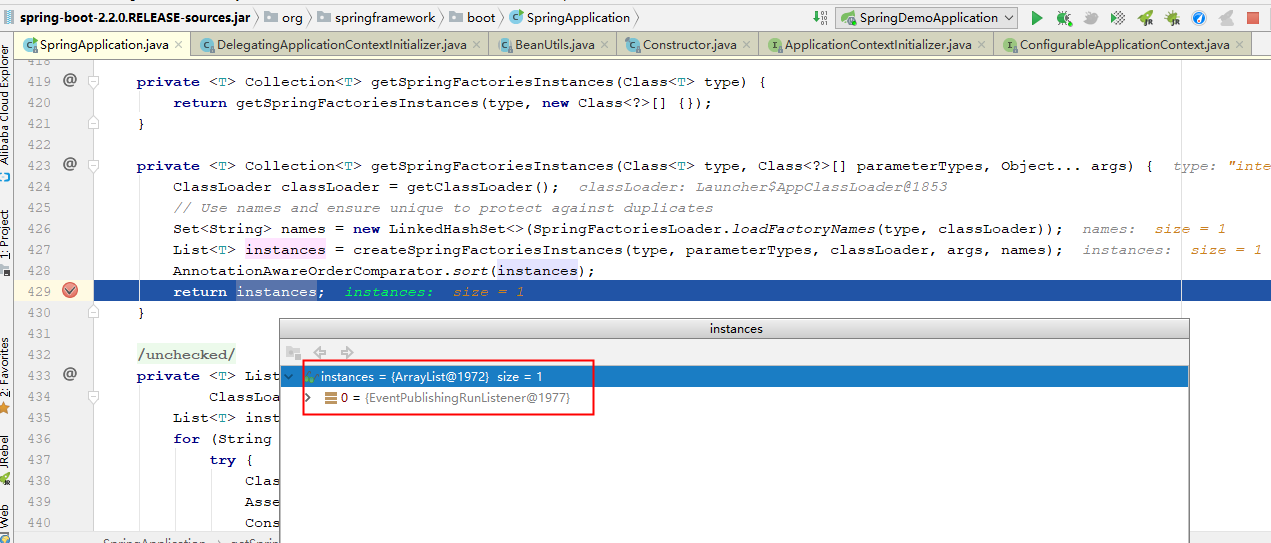 spring-boot-2.2.0.RELEASE-sources.jar org springframework boot SpringApplication SpringDemoApplication
SpringApplication.java DelegatingApplicationContextInitializer.java BeanUtils.java Constructor.java ApplicationContextInitializer.java ConfigurableApplicationContext.java
Alibaba Cloud Explorer
1: Project
2: Favorites
JRebel
Web
418
419 @ private <T> Collection<T> getSpringFactoriesInstances(Class<T> type) {
420 return getSpringFactoriesInstances(type, new Class<?>[] {});
421 }
422
423 @ private <T> Collection<T> getSpringFactoriesInstances(Class<T> type, Class<?>[] parameterTypes, Object... args) { type: "inte
424 ClassLoader classLoader = getClassLoader(); classLoader: Launcher$AppClassLoader@1853
425 // Use names and ensure unique to protect against duplicates
426 Set<String> names = new LinkedHashSet<>(SpringFactoriesLoader.loadFactoryNames(type, classLoader)); names: size = 1
427 List<T> instances = createSpringFactoriesInstances(type, parameterTypes, classLoader, args, names); instances: size = 1
428 AnnotationAwareOrderComparator.sort(instances);
429 return instances; instances: size = 1
430 }
431
432 /unchecked/
433 @ private <T> List
434 ClassLoa
435 List<T> inst
436 for (String
437 try {
438 Clas
439 Asse
440 Cons
instances
instances = {ArrayList@1972} size = 1
0 = {EventPublishingRunListener@1977}